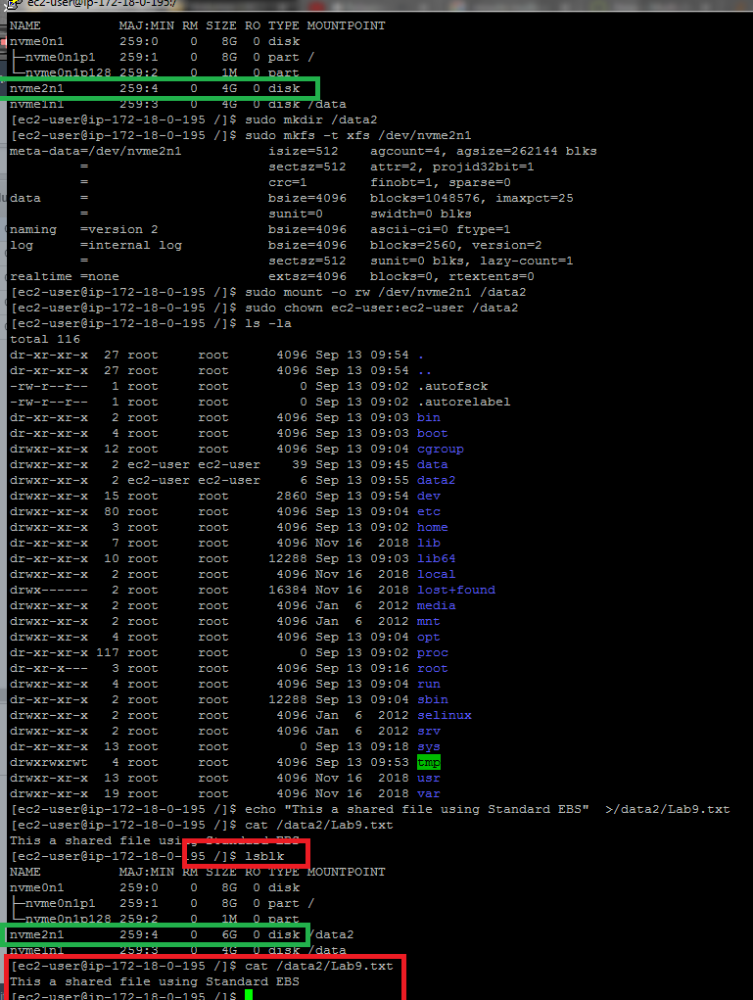 ec2-user@ip-172-18-0-195:/
NAME MAJ:MIN RM SIZE RO TYPE MOUNTPOINT
nvme0n1 259:0 0 8G 0 disk
├─nvme0n1p1 259:1 0 8G 0 part /
└─nvme0n1p128 259:2 0 1M 0 part
nvme2n1 259:4 0 4G 0 disk
nvme1n1 259:3 0 4G 0 disk /data
[ec2-user@ip-172-18-0-195 /]$ sudo mkdir /data2
[ec2-user@ip-172-18-0-195 /]$ sudo mkfs -t xfs /dev/nvme2n1
meta-data=/dev/nvme2n1 isize=512 agcount=4, agsize=262144 blks
= sectsz=512 attr=2, projid32bit=1
= crc=1 finobt=1, sparse=0
data = bsize=4096 blocks=1048576, imaxpct=25
= sunit=0 swidth=0 blks
naming =version 2 bsize=4096 ascii-ci=0 ftype=1
log =internal log bsize=4096 blocks=2560, version=2
= sectsz=512 sunit=0 blks, lazy-count=1
realtime =none extsz=4096 blocks=0, rtextents=0
[ec2-user@ip-172-18-0-195 /]$ sudo mount -o rw /dev/nvme2n1 /data2
[ec2-user@ip-172-18-0-195 /]$ sudo chown ec2-user:ec2-user /data2
[ec2-user@ip-172-18-0-195 /]$ ls -la
total 116
dr-xr-xr-x 27 root root 4096 Sep 13 09:54 .
dr-xr-xr-x 27 root root 4096 Sep 13 09:54 ..
-rw-r--r-- 1 root root 0 Sep 13 09:02 .autofsck
-rw-r--r-- 1 root root 0 Sep 13 09:02 .autorelabel
dr-xr-xr-x 2 root root 4096 Sep 13 09:03 bin
dr-xr-xr-x 4 root root 4096 Sep 13 09:03 boot
drwxr-xr-x 12 root root 4096 Sep 13 09:04 cgroup
drwxr-xr-x 2 ec2-user ec2-user 39 Sep 13 09:45 data
drwxr-xr-x 2 ec2-user ec2-user 6 Sep 13 09:55 data2
drwxr-xr-x 15 root root 2860 Sep 13 09:54 dev
drwxr-xr-x 80 root root 4096 Sep 13 09:04 etc
drwxr-xr-x 3 root root 4096 Sep 13 09:02 home
dr-xr-xr-x 7 root root 4096 Nov 16 2018 lib
dr-xr-xr-x 10 root root 12288 Sep 13 09:03 lib64
drwxr-xr-x 2 root root 4096 Nov 16 2018 local
drwx------ 2 root root 16384 Nov 16 2018 lost+found
drwxr-xr-x 2 root root 4096 Jan 6 2012 media
drwxr-xr-x 2 root root 4096 Jan 6 2012 mnt
drwxr-xr-x 4 root root 4096 Sep 13 09:04 opt
dr-xr-xr-x 117 root root 0 Sep 13 09:02 proc
dr-xr-x--- 3 root root 4096 Sep 13 09:16 root
drwxr-xr-x 4 root root 4096 Sep 13 09:04 run
dr-xr-xr-x 2 root root 12288 Sep 13 09:04 sbin
drwxr-xr-x 2 root root 4096 Jan 6 2012 selinux
drwxr-xr-x 2 root root 4096 Jan 6 2012 srv
dr-xr-xr-x 13 root root 0 Sep 13 09:18 sys
drwxrwxrwt 4 root root 4096 Sep 13 09:53 tmp
drwxr-xr-x 13 root root 4096 Nov 16 2018 usr
drwxr-xr-x 19 root root 4096 Sep 13 09:02 var
[ec2-user@ip-172-18-0-195 /]$ echo "This a shared file using Standard EBS" >/data2/Lab9.txt
[ec2-user@ip-172-18-0-195 /]$ cat /data2/Lab9.txt
This a shared file using Standard EBS
[ec2-user@ip-172-18-0-195 /]$ lsblk
NAME MAJ:MIN RM SIZE RO TYPE MOUNTPOINT
nvme0n1 259:0 0 8G 0 disk
├─nvme0n1p1 259:1 0 8G 0 part /
└─nvme0n1p128 259:2 0 1M 0 part
nvme2n1 259:4 0 6G 0 disk /data2
nvme1n1 259:3 0 4G 0 disk /data
[ec2-user@ip-172-18-0-195 /]$ cat /data2/Lab9.txt
This a shared file using Standard EBS
[ec2-user@ip-172-18-0-195 /]$